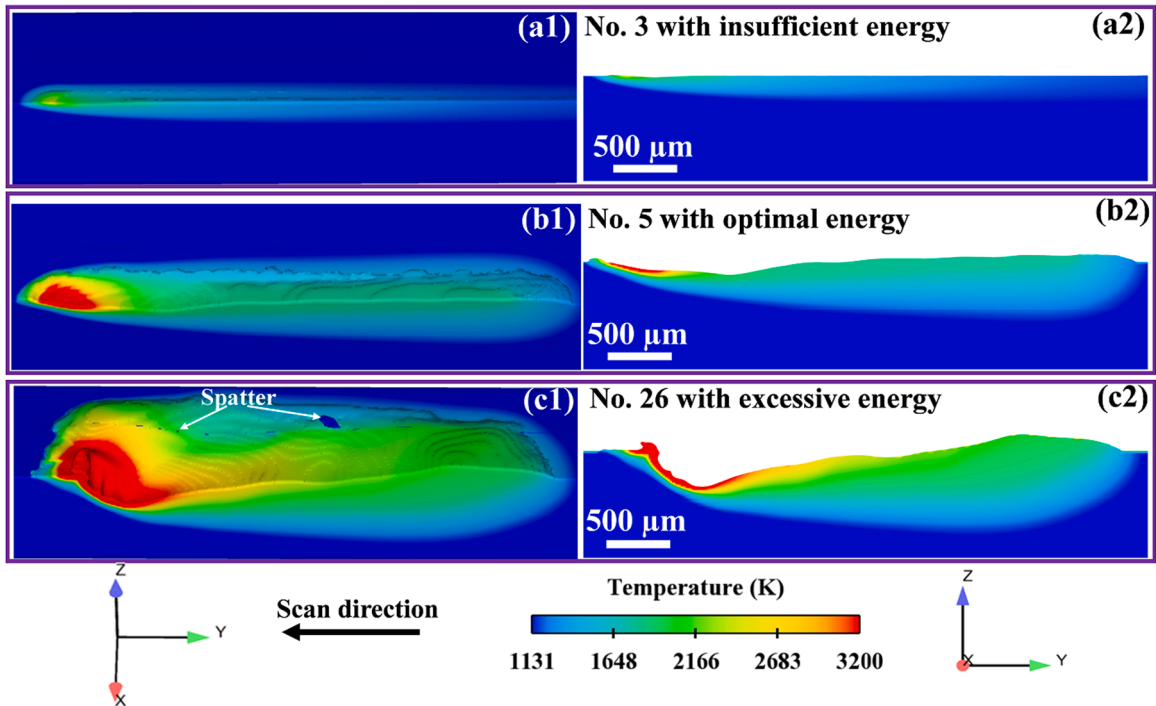 (a1)
No. 3 with insufficient energy
(a2)
500 µm
(b1)
No. 5 with optimal energy
(b2)
500 µm
Spatter
(c1)
No. 26 with excessive energy
(c2)
500 µm
Z
Y
X
Scan direction
Temperature (K)
1131 1648 2166 2683 3200
Z
X
Y